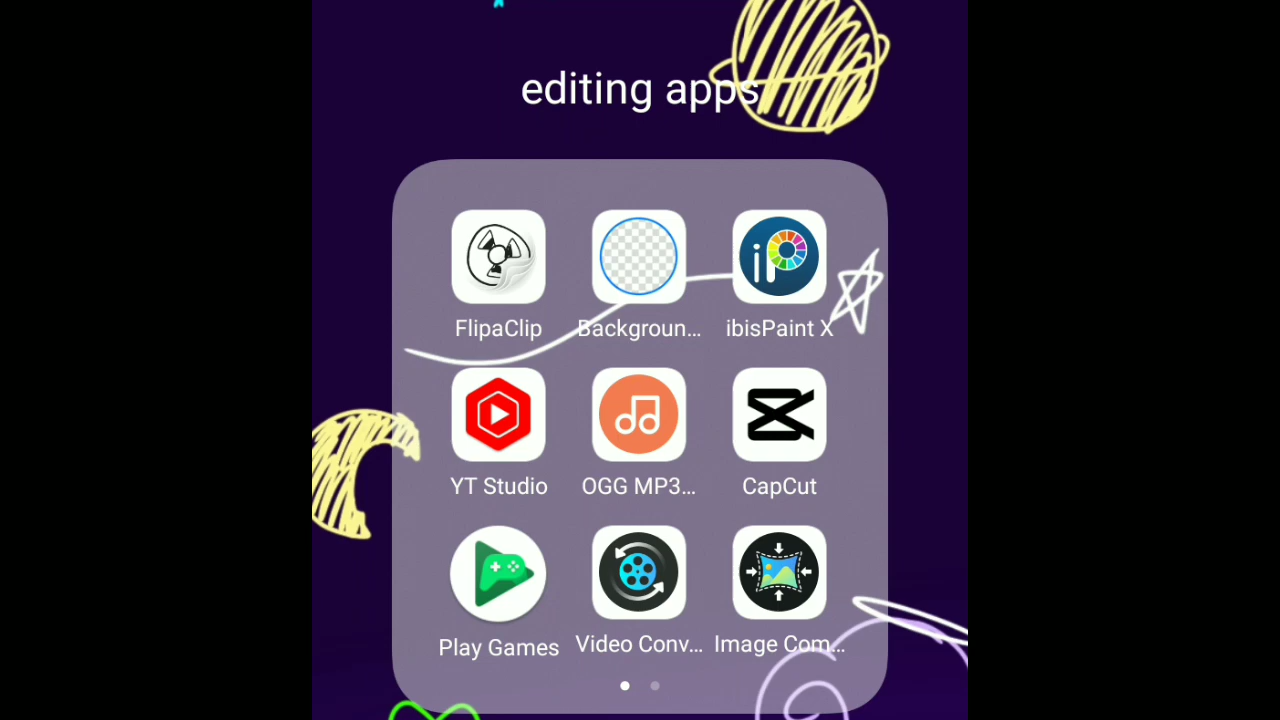 editing apps
FlipaClip Backgroun... ibisPaint X
YT Studio OGG MP3... CapCut
Play Games Video Conv... Image Com...